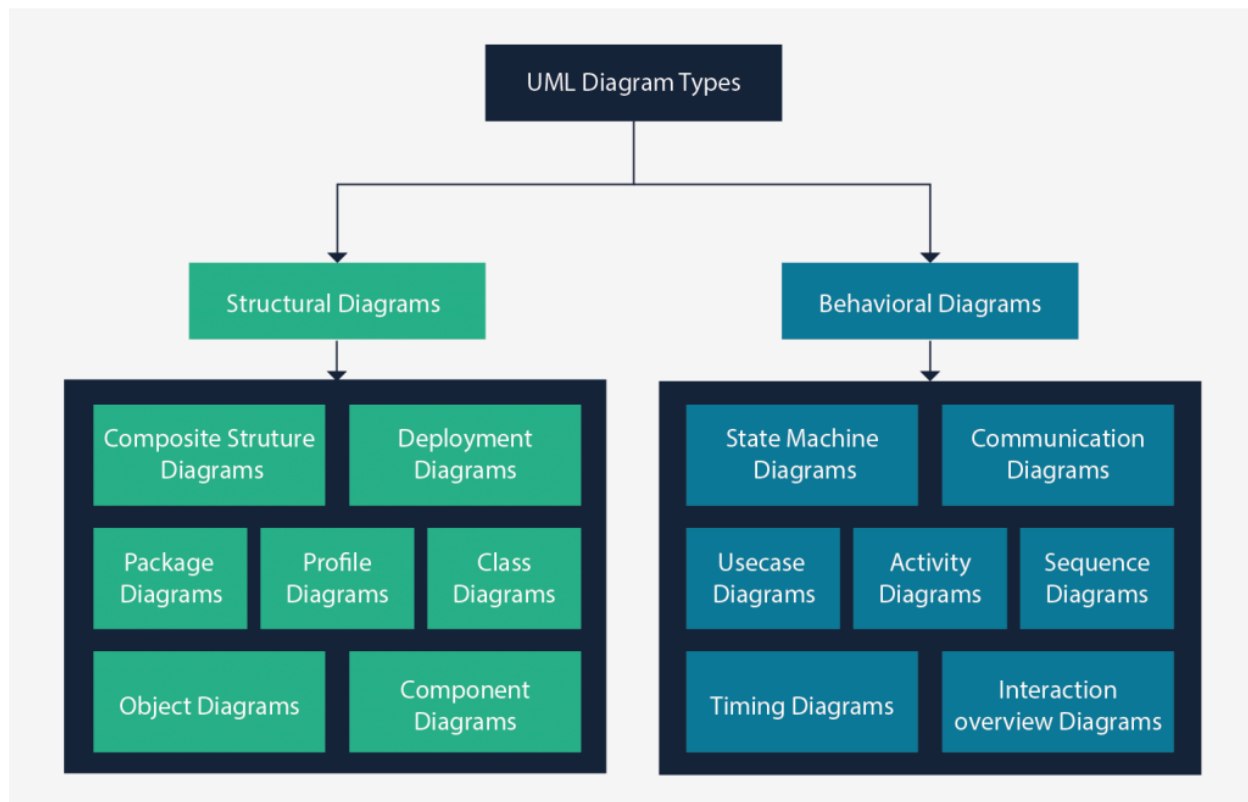 UML Diagram Types
Structural Diagrams
Behavioral Diagrams
Composite Struture
Diagrams
Deployment
Diagrams
Package
Diagrams
Profile
Diagrams
Class
Diagrams
Object Diagrams
Component
Diagrams
State Machine
Diagrams
Communication
Diagrams
Usecase
Diagrams
Activity
Diagrams
Sequence
Diagrams
Timing Diagrams
Interaction
overview Diagrams